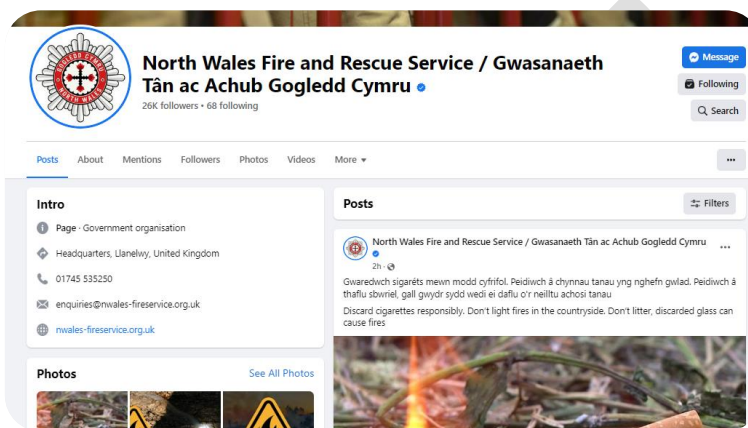 GOGLEDD CYMRU
NORTH WALES
North Wales Fire and Rescue Service / Gwasanaeth
Tân ac Achub Gogledd Cymru
26K followers • 68 following
Message
Following
Search
Posts
About
Mentions
Followers
Photos
Videos
More
Intro
Page · Government organisation
Headquarters, Llanelwy, United Kingdom
01745 535250
enquiries@nwales-fireservice.org.uk
nwales-fireservice.org.uk
Photos
See All Photos
Posts
Filters
North Wales Fire and Rescue Service / Gwasanaeth Tân ac Achub Gogledd Cymru
2h ·
Gwaredwch sigaréts mewn modd cyfrifol. Peidiwch â chynnau tanau yng nghefn gwlad. Peidiwch â
thaflu sbwriel, gall gwydr sydd wedi ei daflu o'r neilltu achosi tanau
Discard cigarettes responsibly. Don't light fires in the countryside. Don't litter, discarded glass can
cause fires